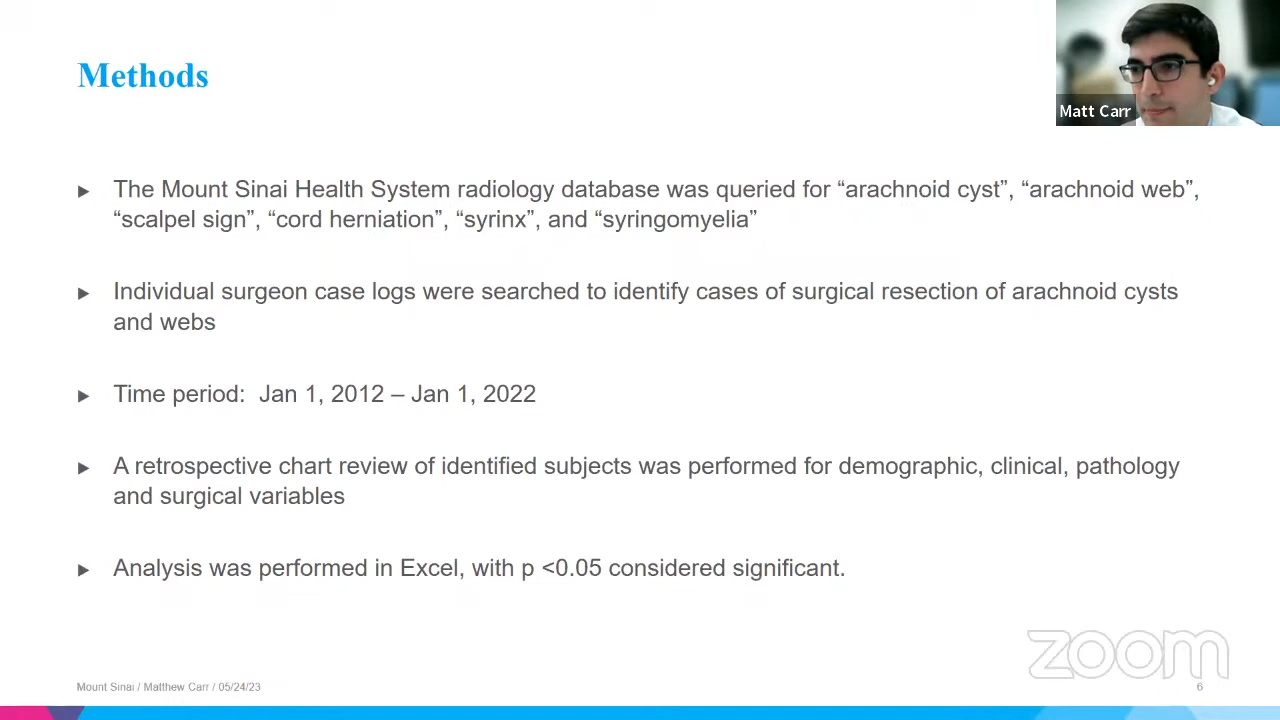 Methods
Matt Carr
► The Mount Sinai Health System radiology database was queried for “arachnoid cyst”, “arachnoid web”,
“scalpel sign”, “cord herniation”, “syrinx”, and “syringomyelia”
► Individual surgeon case logs were searched to identify cases of surgical resection of arachnoid cysts
and webs
► Time period:  Jan 1, 2012 – Jan 1, 2022
► A retrospective chart review of identified subjects was performed for demographic, clinical, pathology
and surgical variables
► Analysis was performed in Excel, with p <0.05 considered significant.
zoom
Mount Sinai / Matthew Carr / 05/24/23
6